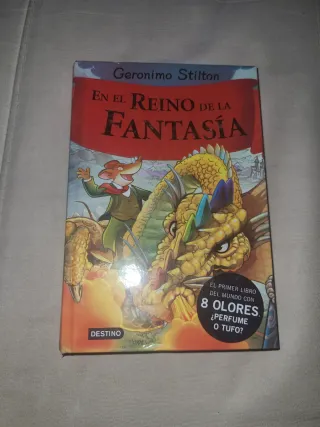 Geronimo Stilton
EN EL REINO DE LA
FANTASÍA
EL PRIMER LIBRO
DEL MUNDO CON
8 OLORES
¿PERFUME
O TUFO?
DESTINO